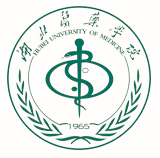 湖北医药学院
HUBEI UNIVERSITY OF MEDICINE
1965